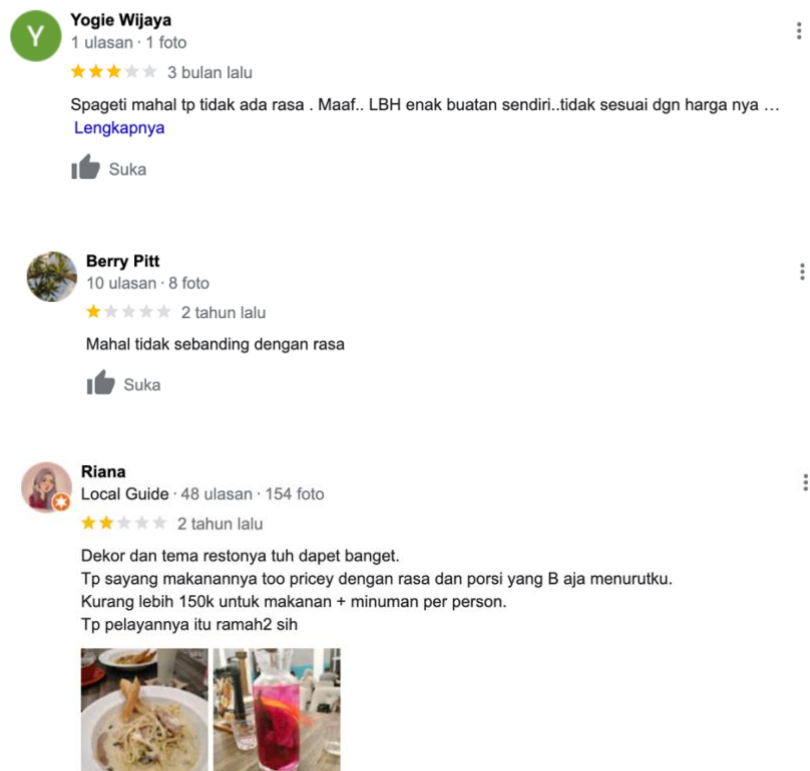 Y
Yogie Wijaya
1 ulasan · 1 foto
3 bulan lalu
Spageti mahal tp tidak ada rasa . Maaf.. LBH enak buatan sendiri..tidak sesuai dgn harga nya …
Lengkapnya
Suka
Berry Pitt
10 ulasan · 8 foto
2 tahun lalu
Mahal tidak sebanding dengan rasa
Suka
Riana
Local Guide · 48 ulasan · 154 foto
2 tahun lalu
Dekor dan tema restonya tuh dapet banget.
Tp sayang makanannya too pricey dengan rasa dan porsi yang B aja menurutku.
Kurang lebih 150k untuk makanan + minuman per person.
Tp pelayannya itu ramah2 sih